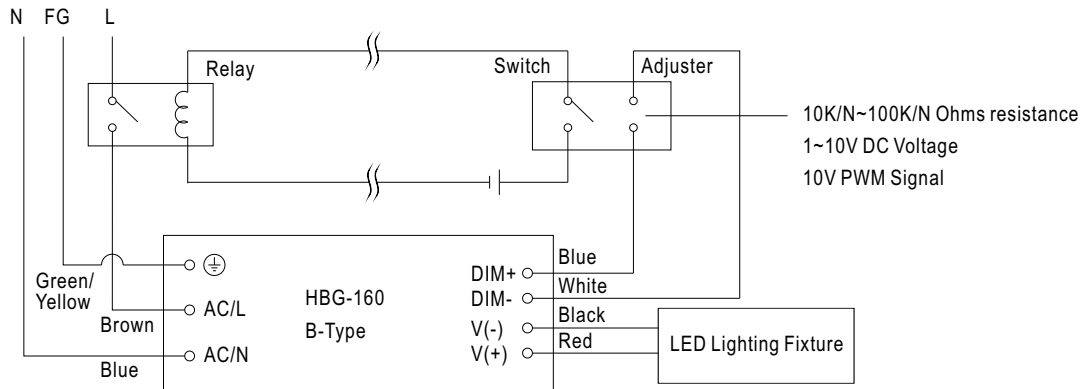 N FG L
Relay
Switch
Adjuster
10K/N~100K/N Ohms resistance
1~10V DC Voltage
10V PWM Signal
Green/
Yellow
Brown
Blue
AC/L
AC/N
HBG-160
B-Type
DIM+
DIM-
V(-)
V(+)
Blue
White
Black
Red
LED Lighting Fixture